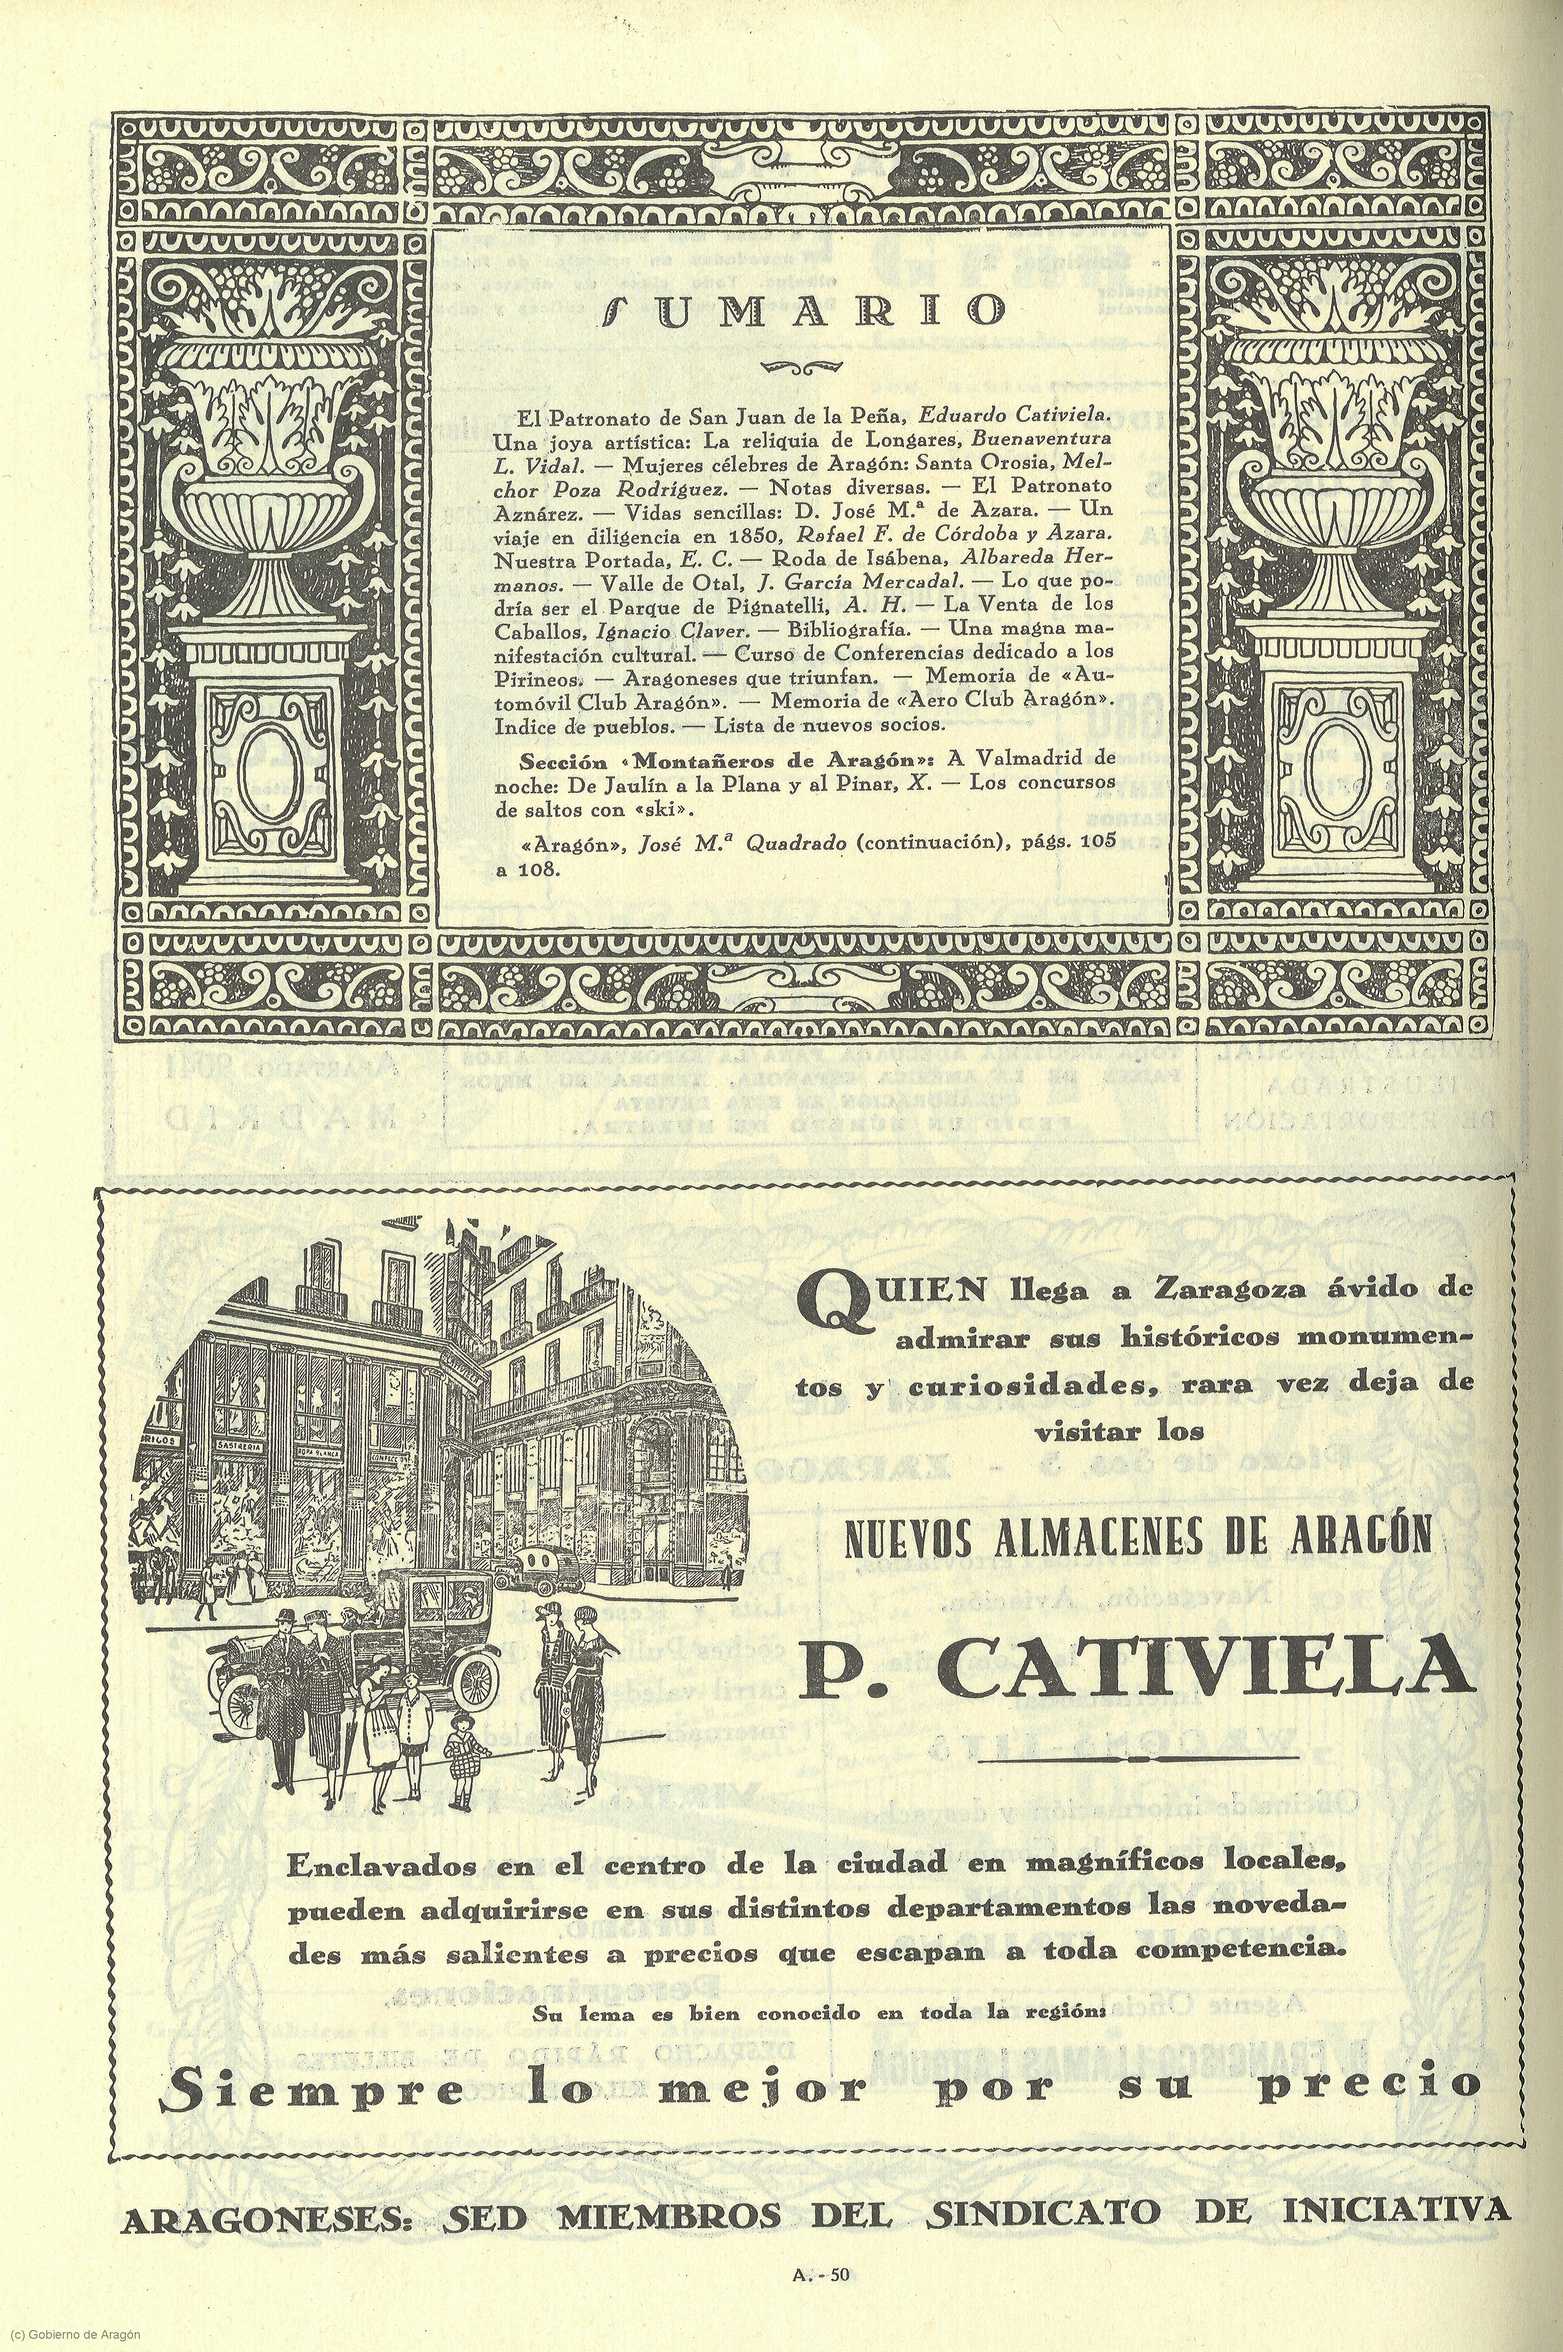 SUMARIO
El Patronato de San Juan de la Peña, Eduardo Cativiela.
Una joya artística: La reliquia de Longares, Buenaventura
L. Vidal. — Mujeres célebres de Aragón: Santa Orosia, Mel-
chor Poza Rodríguez. — Notas diversas. — El Patronato
Aznárez. — Vidas sencillas: D. José M.ª de Azara. — Un
viaje en diligencia en 1850, Rafael F. de Córdoba y Azara.
Nuestra Portada, E. C. — Roda de Isábena, Albareda Her-
manos. — Valle de Otal, J. García Mercadal. — Lo que po-
dría ser el Parque de Pignatelli, A. H. — La Venta de los
Caballos, Ignacio Claver. — Bibliografía. — Una magna ma-
nifestación cultural. — Curso de Conferencias dedicado a los
Pirineos. — Aragoneses que triunfan. — Memoria de «Au-
tomóvil Club Aragón». — Memoria de «Aero Club Aragón».
Indice de pueblos. — Lista de nuevos socios.
Sección «Montañeros de Aragón»: A Valmadrid de
noche: De Jaulín a la Plana y al Pinar, X. — Los concursos
de saltos con «ski».
«Aragón», José M.ª Quadrado (continuación), págs. 105
a 108.
SASTRERIA
ROPA BLANCA
QUIEN llega a Zaragoza ávido de
admirar sus históricos monumen-
tos y curiosidades, rara vez deja de
visitar los
NUEVOS ALMACENES DE ARAGÓN
P. CATIVIELA
Enclavados en el centro de la ciudad en magníficos locales,
pueden adquirirse en sus distintos departamentos las noveda-
des más salientes a precios que escapan a toda competencia.
Su lema es bien conocido en toda la región:
Siempre lo mejor por su precio
ARAGONESES: SED MIEMBROS DEL SINDICATO DE INICIATIVA
A. - 50
(c) Gobierno de Aragón